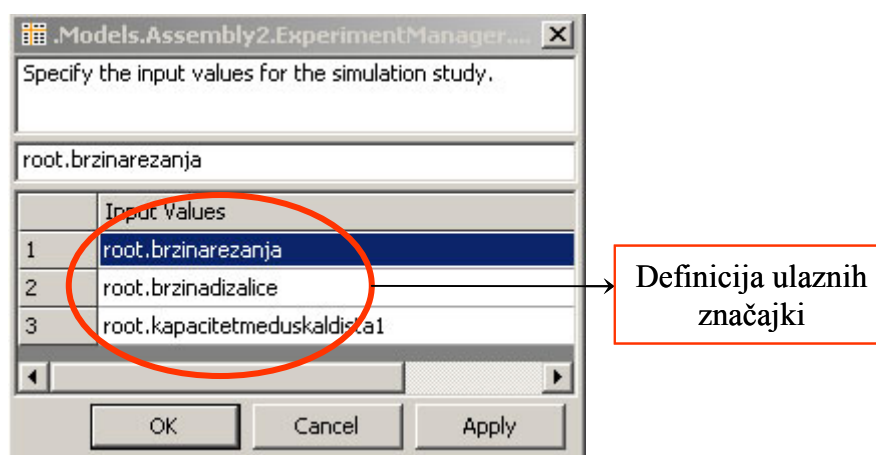 .Models.Assembly2.ExperimentManager....
Specify the input values for the simulation study.
root.brzinarezanja
Input Values
1 root.brzinarezanja
2 root.brzinadizalice
3 root.kapacitetmeduskaldista1
Definicija ulaznih
značajki
OK Cancel Apply